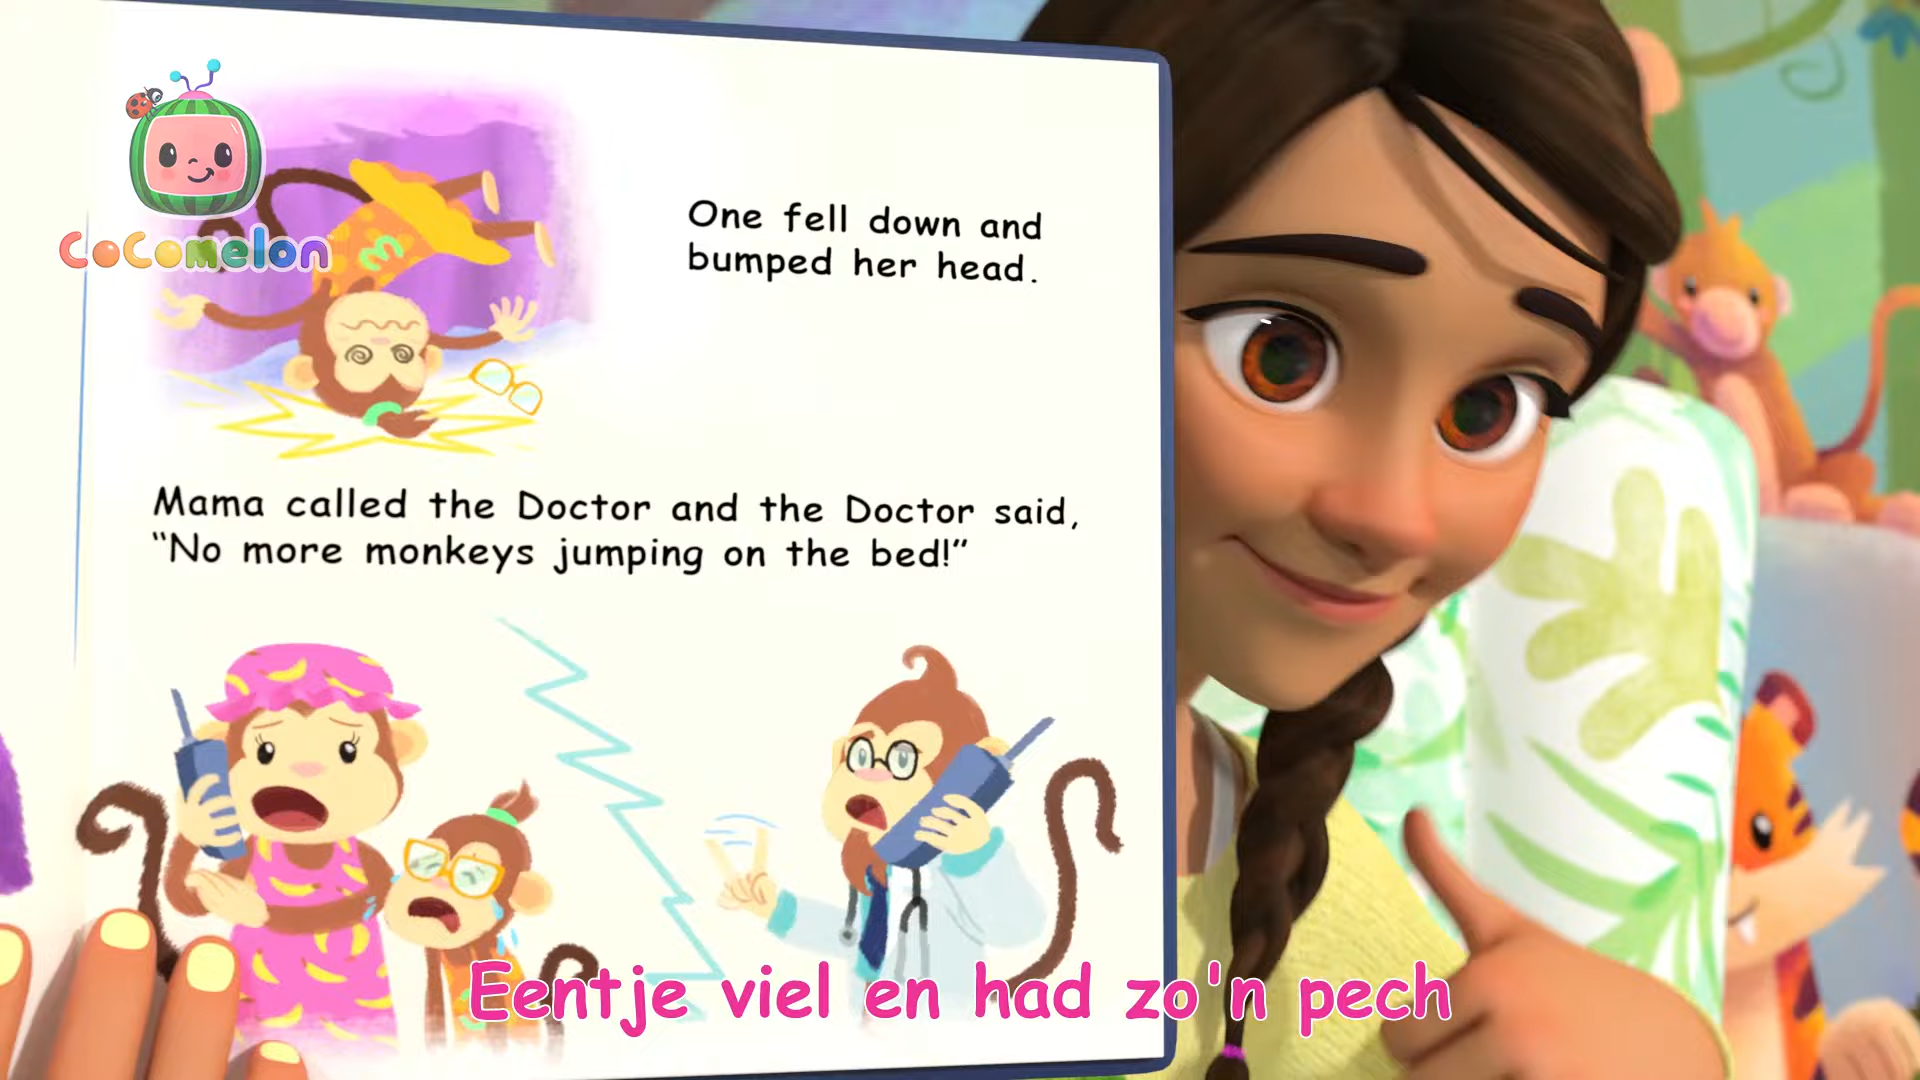 CoComelon
One fell down and
bumped her head.
Mama called the Doctor and the Doctor said,
“No more monkeys jumping on the bed!”
Eentje viel en had zo'n pech